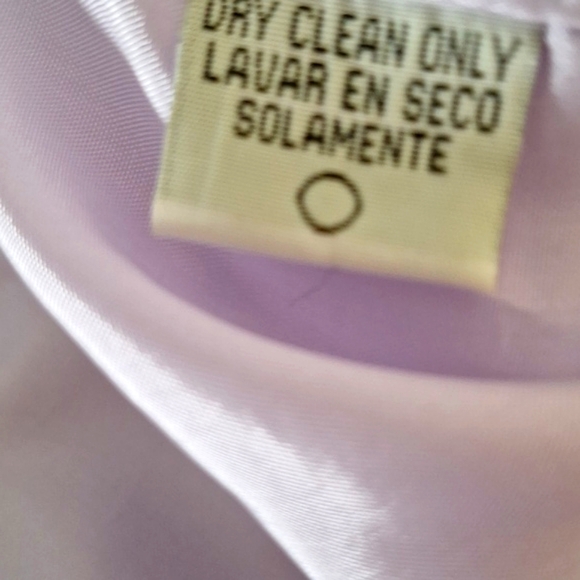 DRY CLEAN ONLY
LAVAR EN SECO
SOLAMENTE